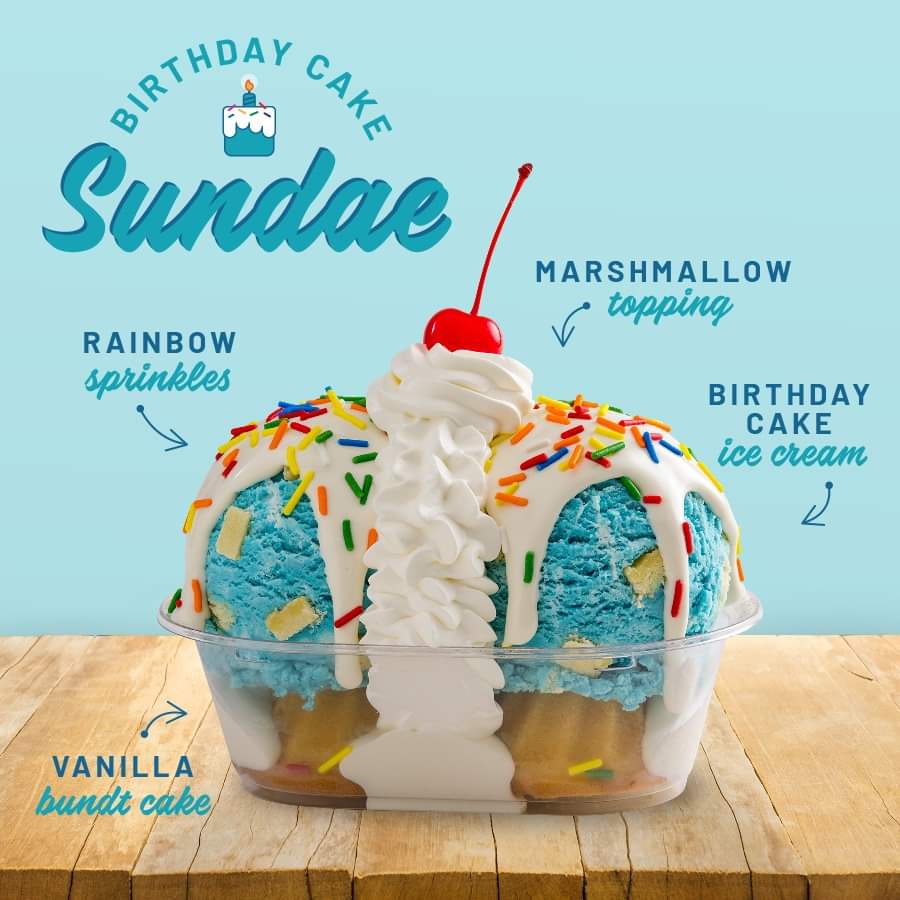 BIRTHDAY CAKE
Sundae
MARSHMALLOW
topping
RAINBOW
sprinkles
BIRTHDAY
CAKE
ice cream
VANILLA
bundt cake